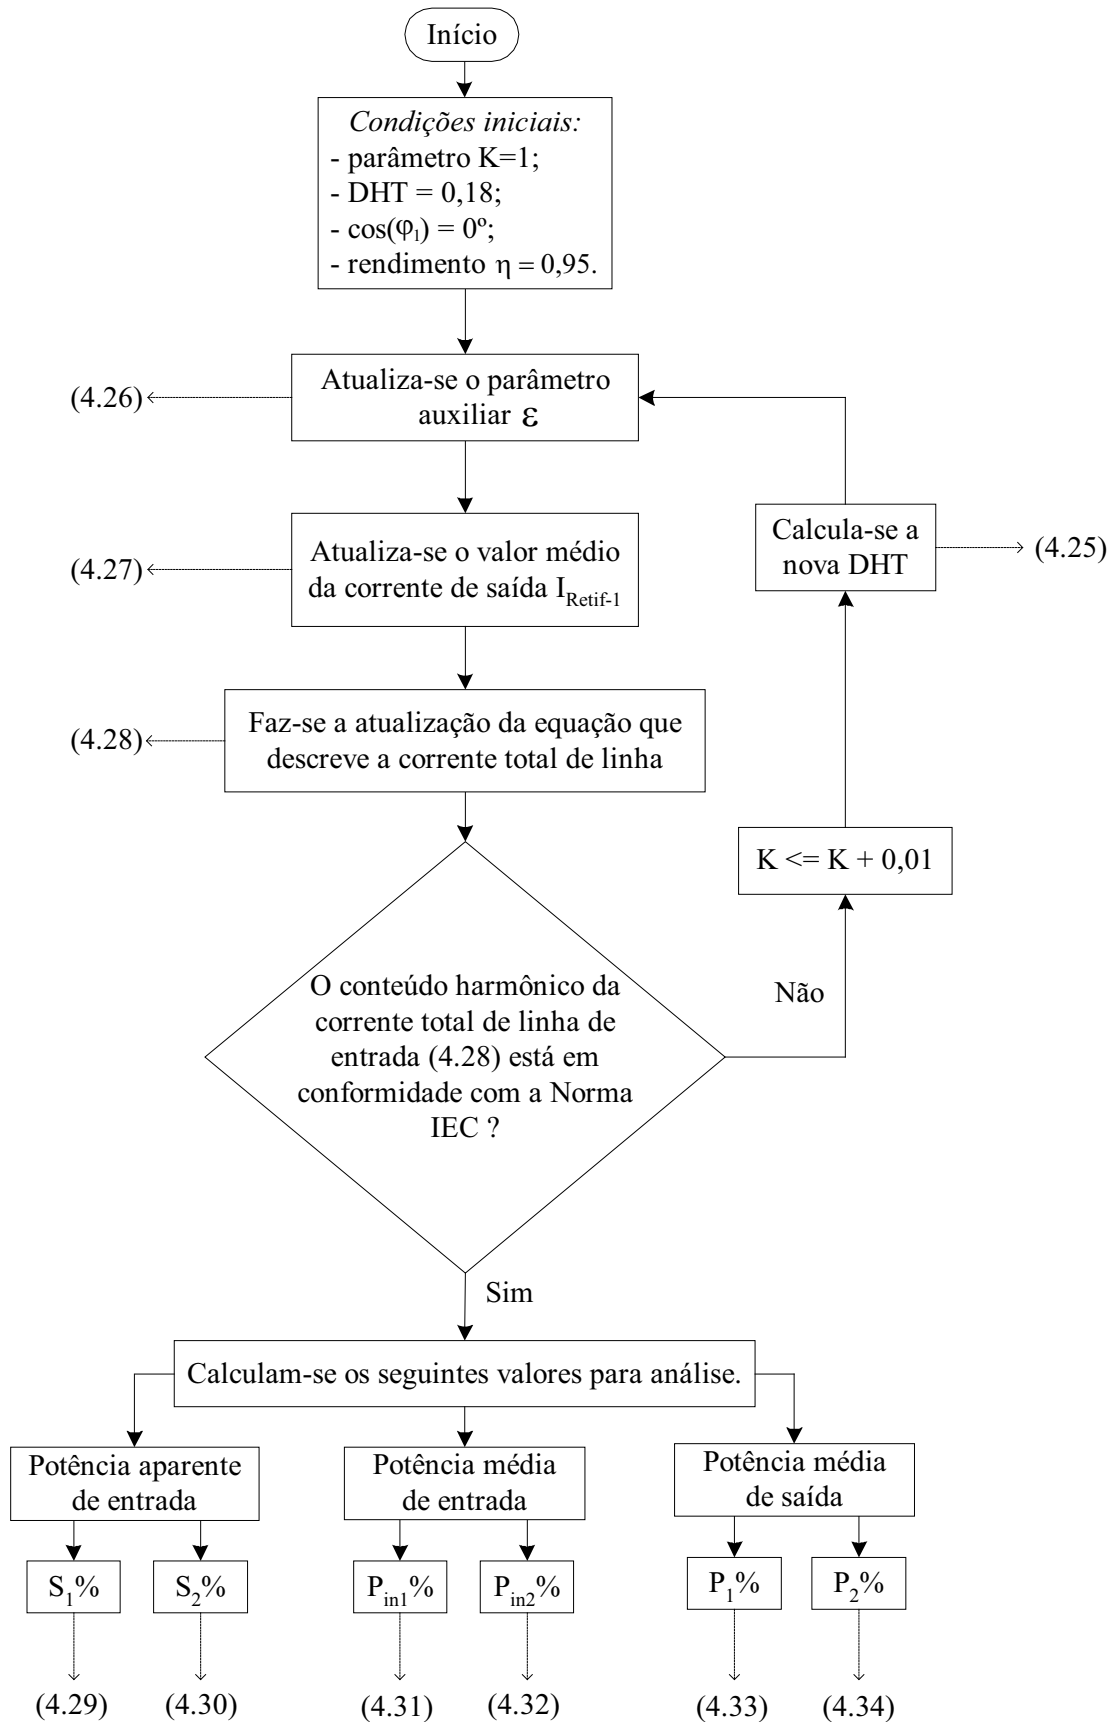 Início
Condições iniciais:
- parâmetro K=1;
- DHT = 0,18;
- cos(φ₁) = 0º;
- rendimento η = 0,95.
Atualiza-se o parâmetro
auxiliar ε
(4.26)
Calcula-se a
nova DHT
(4.25)
Atualiza-se o valor médio
da corrente de saída I_Retif-1
(4.27)
Faz-se a atualização da equação que
descreve a corrente total de linha
(4.28)
K <= K + 0,01
O conteúdo harmônico da
corrente total de linha de
entrada (4.28) está em
conformidade com a Norma
IEC ?
Não
Sim
Calculam-se os seguintes valores para análise.
Potência aparente
de entrada
Potência média
de entrada
Potência média
de saída
S₁%
S₂%
P_in1%
P_in2%
P₁%
P₂%
(4.29)
(4.30)
(4.31)
(4.32)
(4.33)
(4.34)